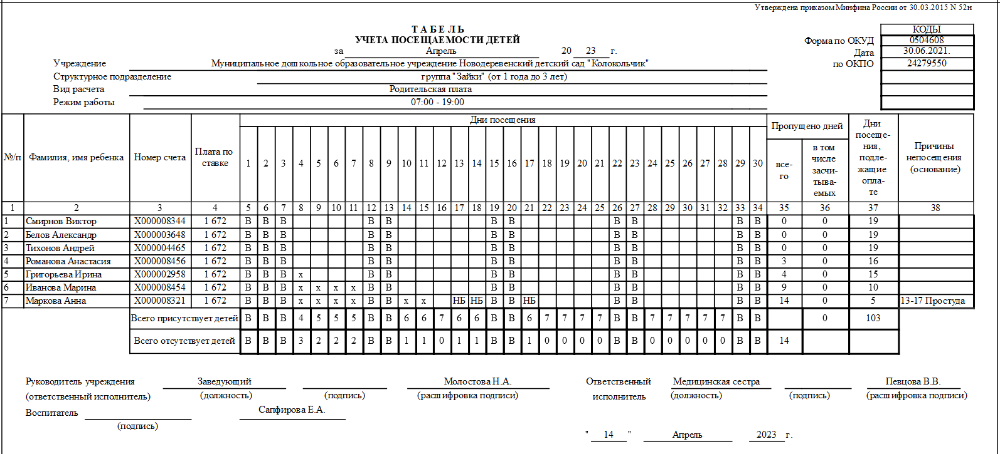 Утверждена приказом Минфина России от 30.03.2015 N 52н
Т А Б Е Л Ь
УЧЕТА ПОСЕЩАЕМОСТИ ДЕТЕЙ
за Апрель 20 23 г.
КОДЫ
Форма по ОКУД 0504608
Дата 30.06.2021.
по ОКПО 24279550
Учреждение Муниципальное дошкольное образовательное учреждение Новодеревенский детский сад "Колокольчик"
Структурное подразделение группа "Зайки" (от 1 года до 3 лет)
Вид расчета Родительская плата
Режим работы 07:00 - 19:00
№/п Фамилия, имя ребенка Номер счета Плата по ставке Дни посещения Пропущено дней Дни посеще-ния, подле-жащие опла-те Причины непосещения (основание)
1 2 3 4 5 6 7 8 9 10 11 12 13 14 15 16 17 18 19 20 21 22 23 24 25 26 27 28 29 30 все-го в том числе засчи-тыва-емых
1 2 3 4 5 6 7 8 9 10 11 12 13 14 15 16 17 18 19 20 21 22 23 24 25 26 27 28 29 30 31 32 33 34 35 36 37 38
1 Смирнов Виктор Х000008344 1 672 В В В В В В В В В В В 0 0 19
2 Белов Александр Х000003648 1 672 В В В В В В В В В В В 0 0 19
3 Тихонов Андрей Х000004465 1 672 В В В В В В В В В В В 0 0 19
4 Романова Анастасия Х000008456 1 672 В В В В В В В В В В В 3 0 16
5 Григорьева Ирина Х000002958 1 672 В В В х В В В В В В В В 4 0 15
6 Иванова Марина Х000008454 1 672 В В В х х х х В В В В В В В В 9 0 10
7 Маркова Анна Х000008321 1 672 В В В х х х х В В х х НБ НБ В В НБ В В В В 14 0 5 13-17 Простуда
Всего присутствует детей В В В 4 5 5 5 В В 6 6 7 6 6 В В 6 7 7 7 7 В В 7 7 7 7 7 В В 0 103
Всего отсутствует детей В В В 3 2 2 2 В В 1 1 0 1 1 В В 1 0 0 0 0 В В 0 0 0 0 0 В В 14
Руководитель учреждения Заведующий Молостова Н.А. Ответственный Медицинская сестра Певцова В.В.
(ответственный исполнитель) (должность) (подпись) (расшифровка подписи) исполнитель (должность) (подпись) (расшифровка подписи)
Воспитатель Сапфирова Е.А.
(подпись)
" 14 " Апрель 2023 г.